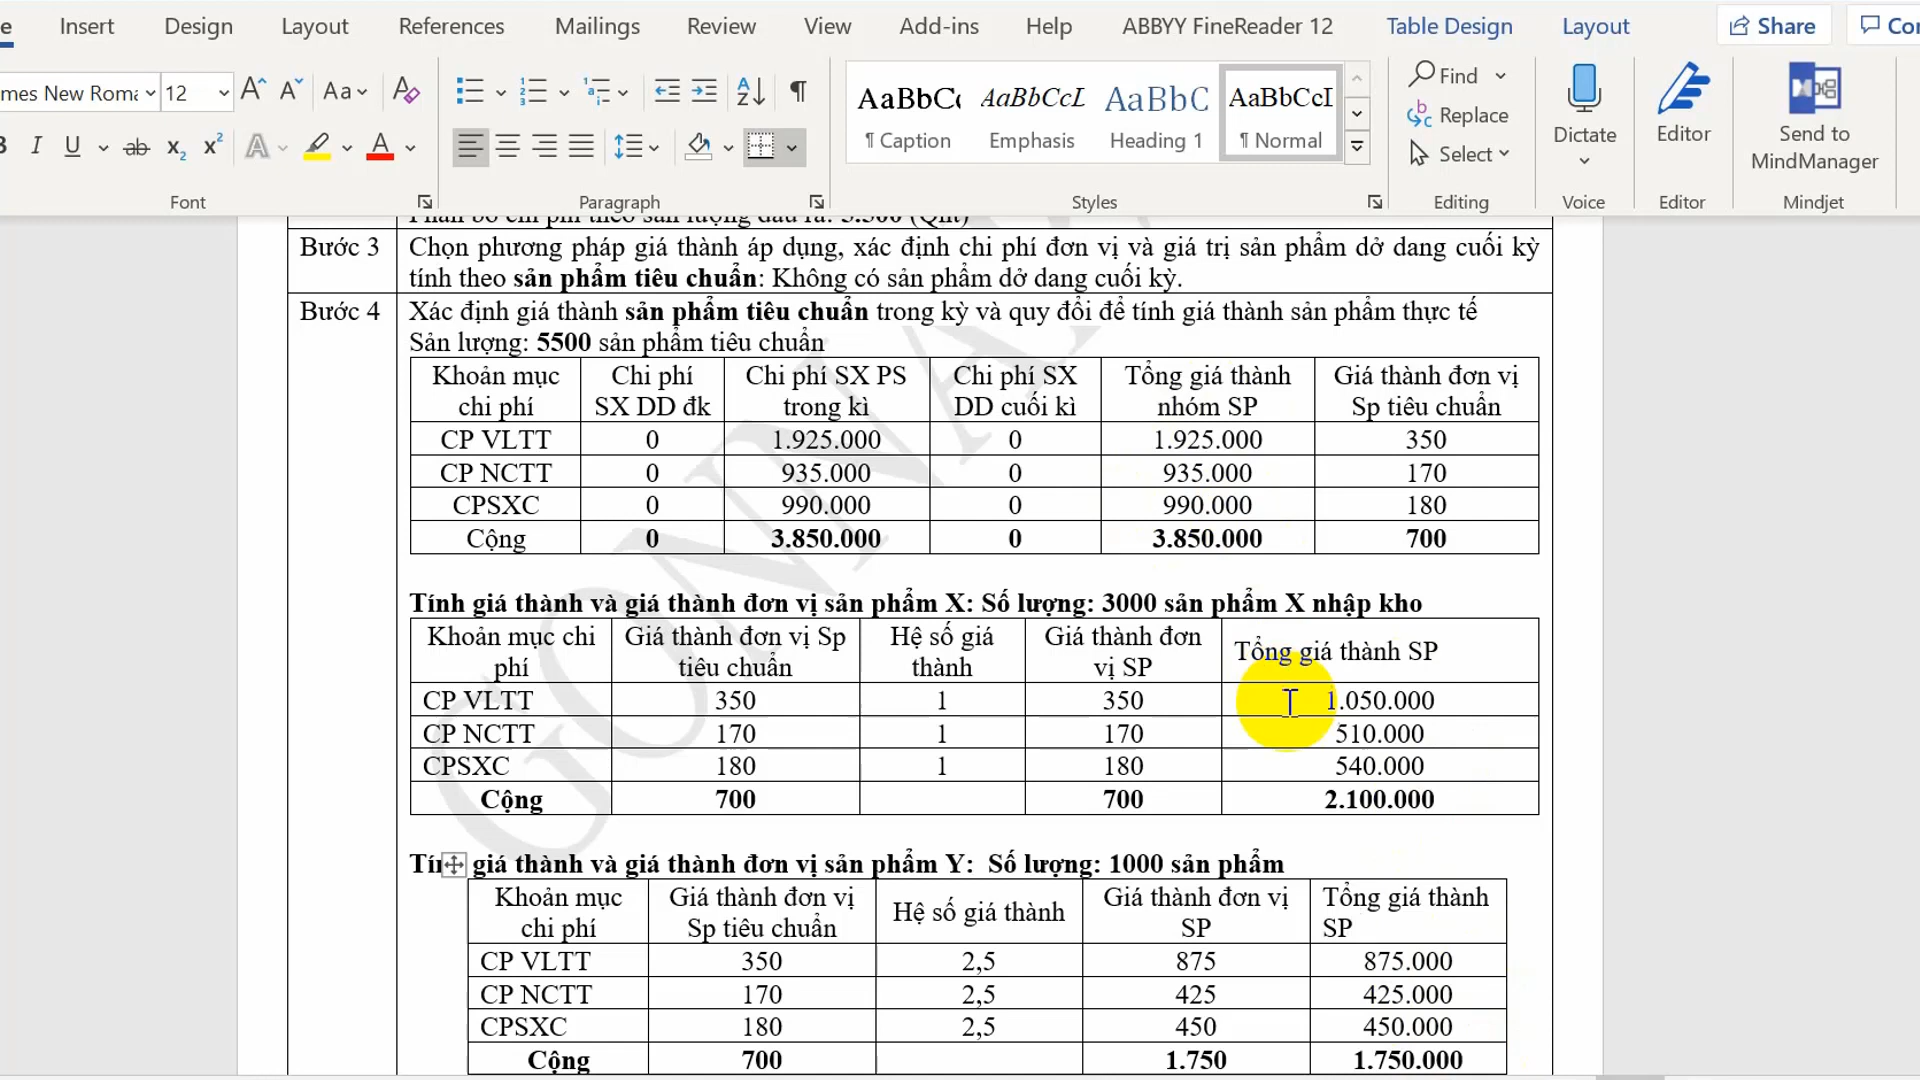 e Insert Design Layout References Mailings Review View Add-ins Help ABBYY FineReader 12 Table Design Layout Share
12 Aa
Find
AaBbCcI AaBbCcI
Replace
Caption Emphasis Heading 1 Normal
Dictate Editor Send to
Select MindManager
Font Paragraph Styles Editing Voice Editor Mindjet
Phân bổ chi phí theo sản lượng đầu ra: 5.500 (Qht)
Bước 3 Chọn phương pháp giá thành áp dụng, xác định chi phí đơn vị và giá trị sản phẩm dở dang cuối kỳ
tính theo sản phẩm tiêu chuẩn: Không có sản phẩm dở dang cuối kỳ.
Bước 4 Xác định giá thành sản phẩm tiêu chuẩn trong kỳ và quy đổi để tính giá thành sản phẩm thực tế
Sản lượng: 5500 sản phẩm tiêu chuẩn
Khoản mục Chi phí Chi phí SX PS Chi phí SX Tổng giá thành Giá thành đơn vị
chi phí SX DD đk trong kì DD cuối kì nhóm SP Sp tiêu chuẩn
CP VLTT 0 1.925.000 0 1.925.000 350
CP NCTT 0 935.000 0 935.000 170
CPSXC 0 990.000 0 990.000 180
Cộng 0 3.850.000 0 3.850.000 700
Tính giá thành và giá thành đơn vị sản phẩm X: Số lượng: 3000 sản phẩm X nhập kho
Khoản mục chi Giá thành đơn vị Sp Hệ số giá Giá thành đơn Tổng giá thành SP
phí tiêu chuẩn thành vị SP
CP VLTT 350 1 350 1.050.000
CP NCTT 170 1 170 510.000
CPSXC 180 1 180 540.000
Cộng 700 700 2.100.000
giá thành và giá thành đơn vị sản phẩm Y: Số lượng: 1000 sản phẩm
Khoản mục Giá thành đơn vị Hệ số giá thành Giá thành đơn vị Tổng giá thành
chi phí Sp tiêu chuẩn SP SP
CP VLTT 350 2,5 875 875.000
CP NCTT 170 2,5 425 425.000
CPSXC 180 2,5 450 450.000
Cộng 700 1.750 1.750.000